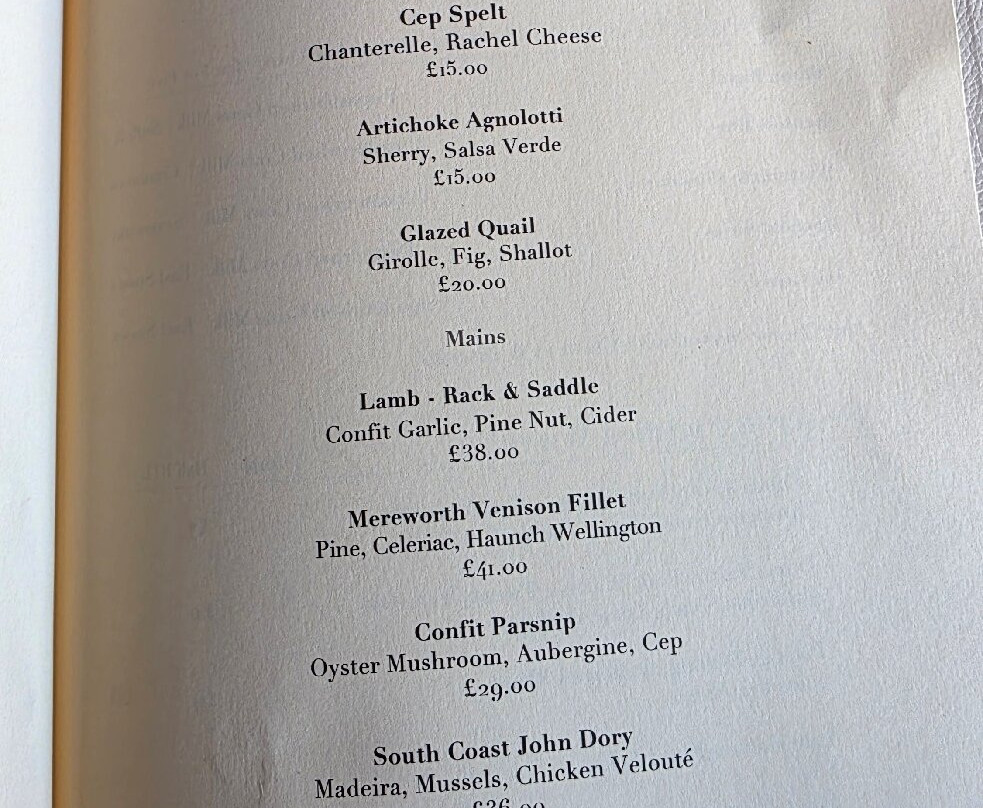 Cep Spelt
Chanterelle, Rachel Cheese
£15.00
Artichoke Agnolotti
Sherry, Salsa Verde
£15.00
Glazed Quail
Girolle, Fig, Shallot
£20.00
Mains
Lamb - Rack & Saddle
Confit Garlic, Pine Nut, Cider
£38.00
Mereworth Venison Fillet
Pine, Celeriac, Haunch Wellington
£41.00
Confit Parsnip
Oyster Mushroom, Aubergine, Cep
£29.00
South Coast John Dory
Madeira, Mussels, Chicken Velouté